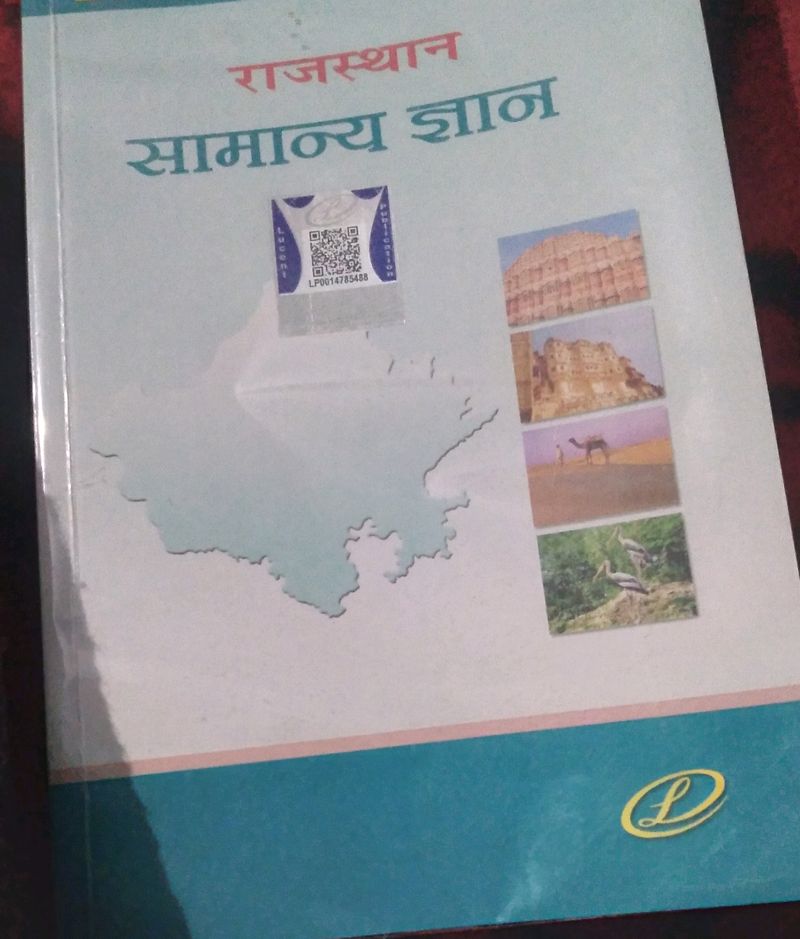 राजस्थान
सामान्य ज्ञान
Lucent
Publication
LP0014785488